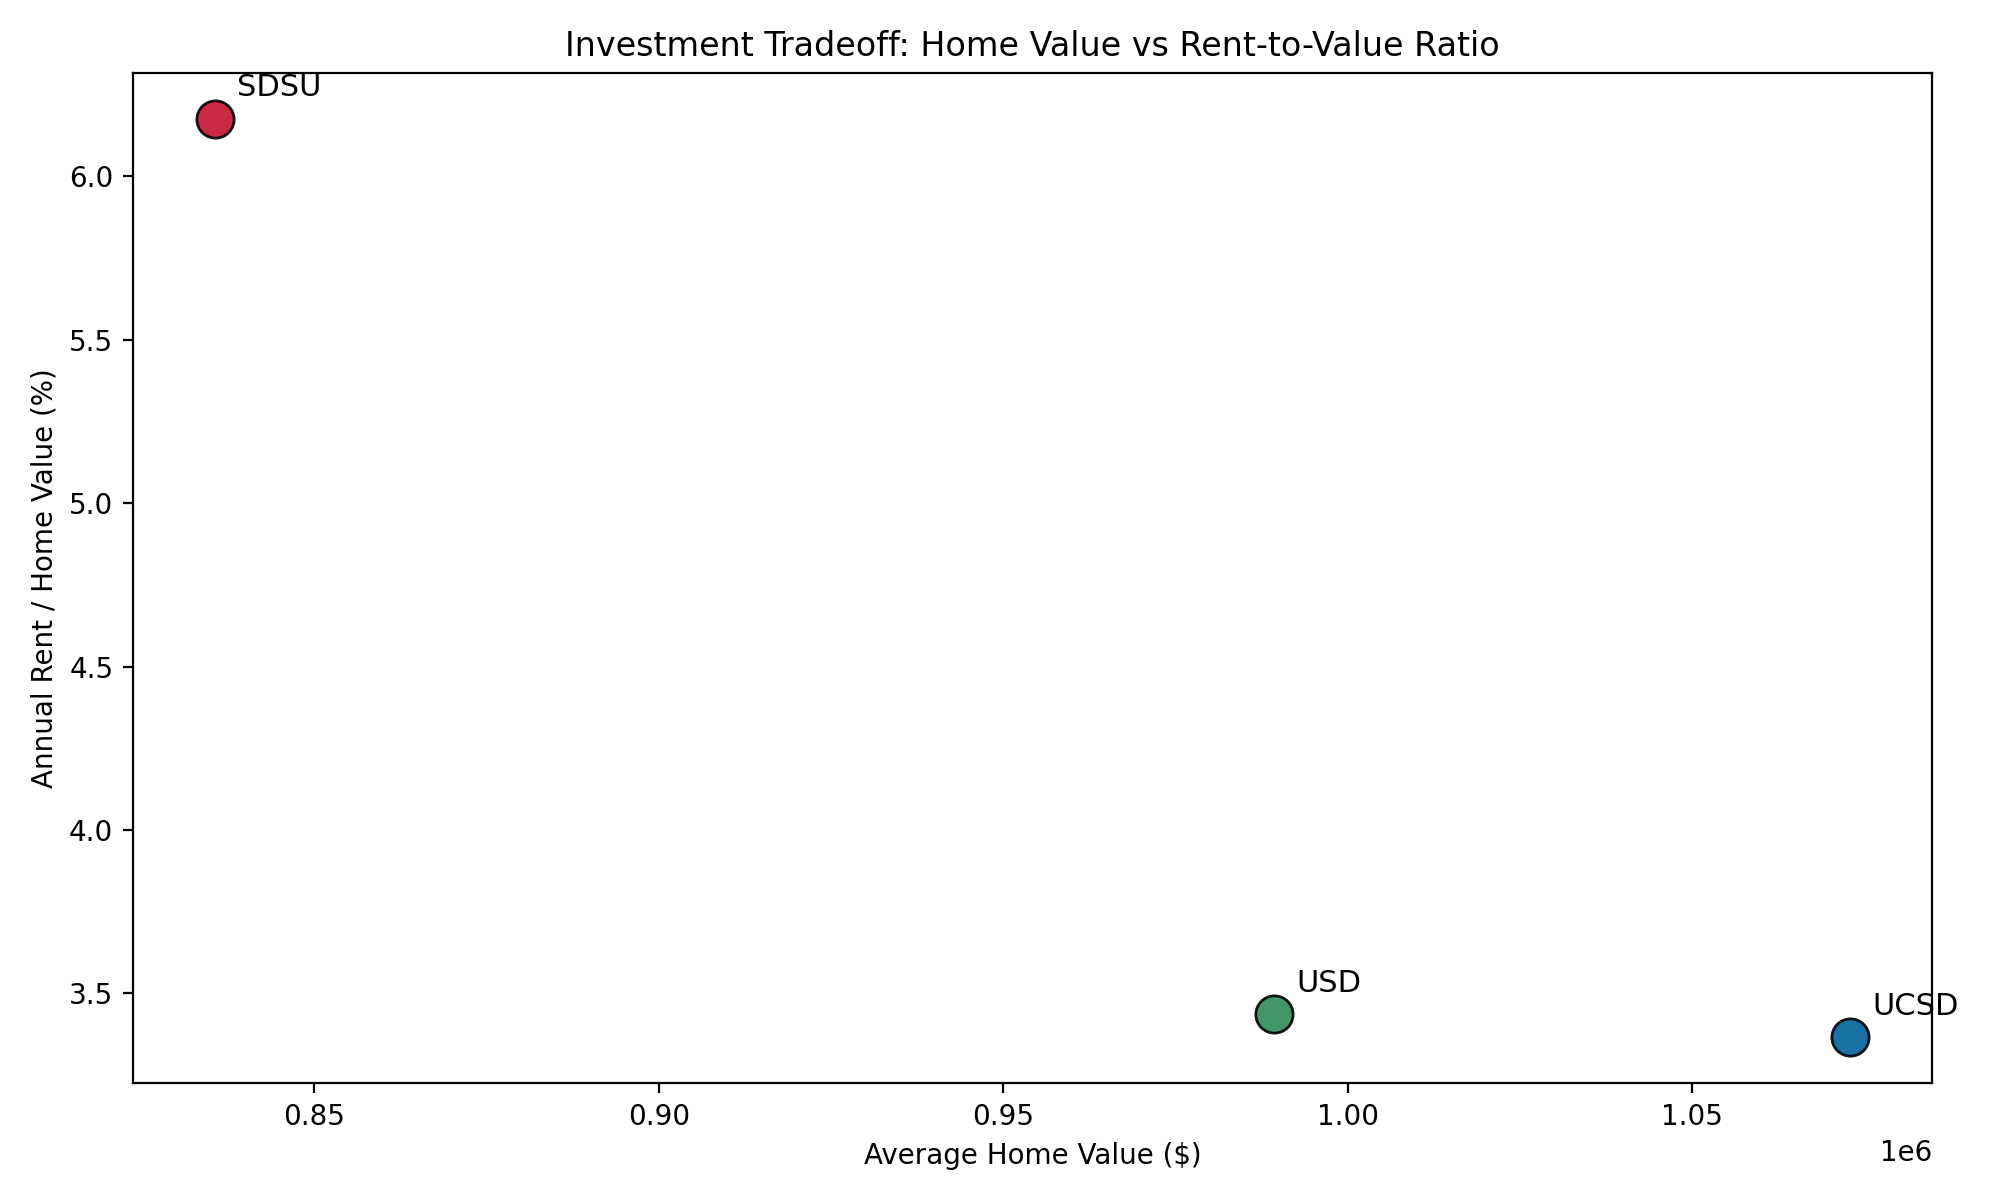 Investment Tradeoff: Home Value vs Rent-to-Value Ratio
SDSU
6.0
5.5
5.0
4.5
4.0
3.5
Annual Rent / Home Value (%)
USD
UCSD
0.85
0.90
0.95
1.00
1.05
1e6
Average Home Value ($)